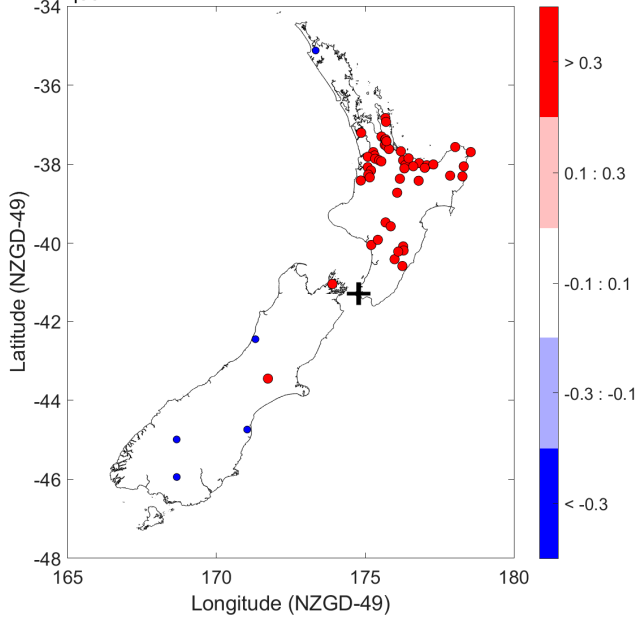 -34
-36
-38
-40
-42
-44
-46
-48
165
170
175
180
Latitude (NZGD-49)
Longitude (NZGD-49)
> 0.3
0.1 : 0.3
-0.1 : 0.1
-0.3 : -0.1
< -0.3